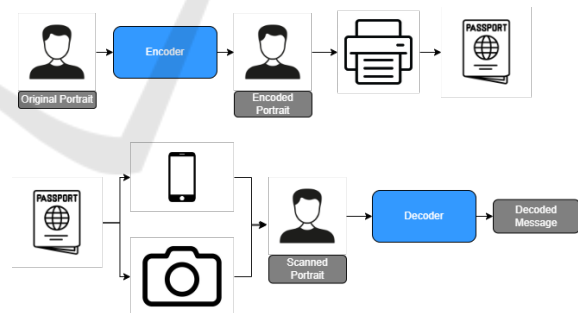 Encoder
PASSPORT
Original Portrait
Encoded
Portrait
PASSPORT
Decoder
Decoded
Message
Scanned
Portrait